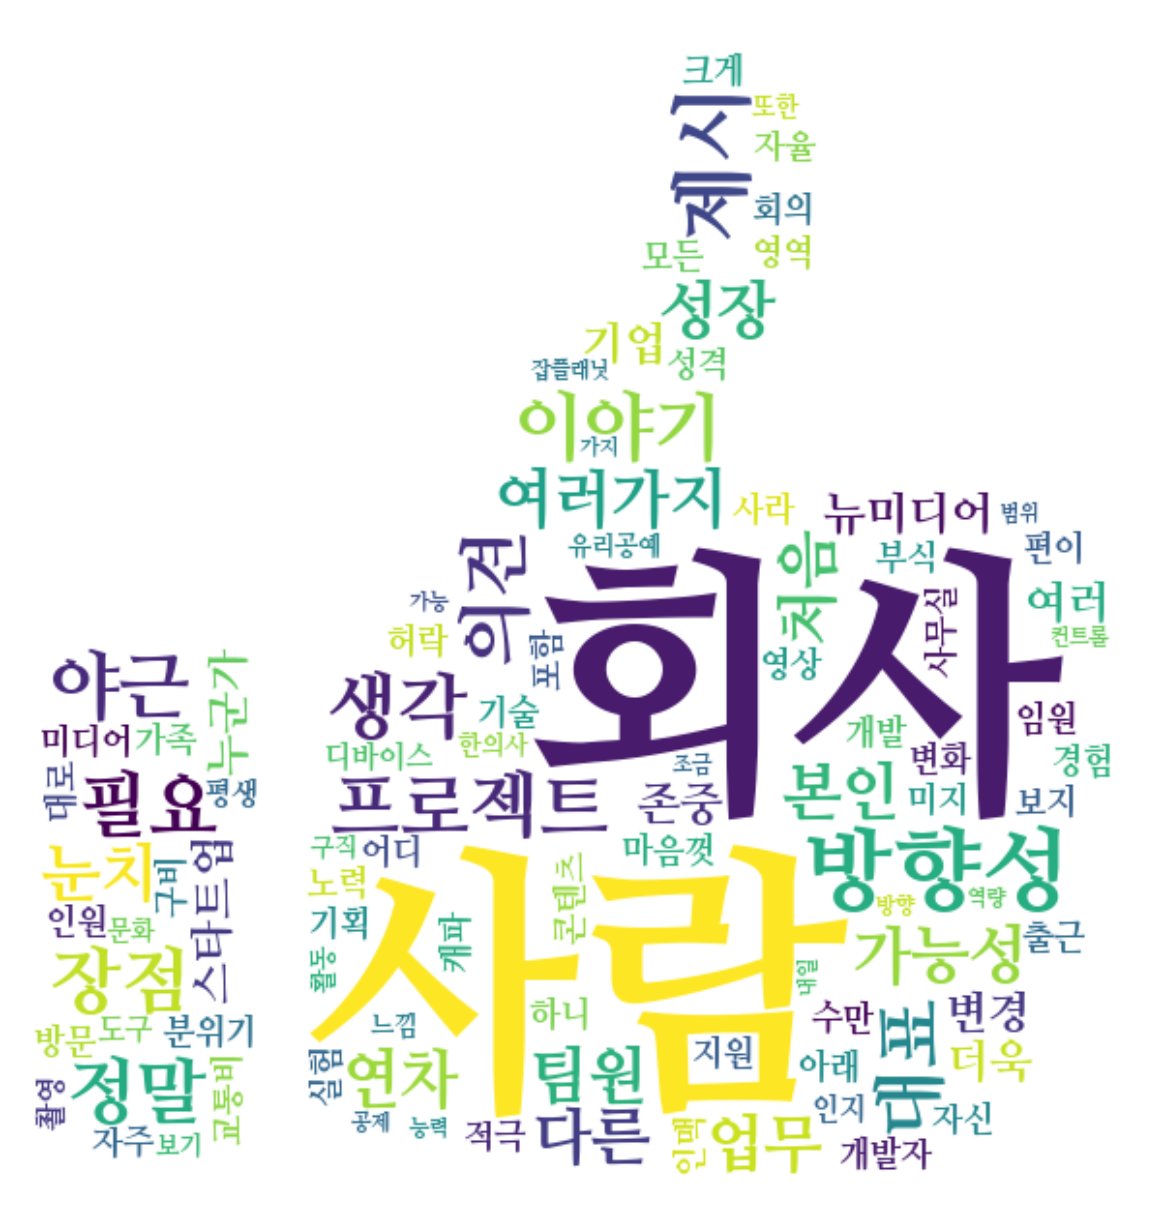 크게
제시
또한
자율
회의
모든
영역
성장
기업
성격
잡플래닛
이야기
가지
여러가지
사라
뉴미디어
범위
의견
유리공예
처음
부식
편이
회사
가능
허락
포함
영상
사무실
여러
컨트롤
야근
누군가
생각
기술
개발
임원
미디어
가족
디바이스
한의사
조금
변화
경험
대로
필요
평생
프로젝트
존중
본인
미지
보지
눈치
구비
스타트업
구직
어디
마음껏
방향성
사람
노력
콘텐츠
방향
역량
인원
문화
기획
캐파
가능성
출근
장점
활동
내일
방문
도구
분위기
느낌
하니
지원
수만
대표
변경
촬영
정말
교통비
실험
연차
팀원
아래
더욱
자주
보기
공제
능력
적극
다른
인맥
업무
인지
자신
개발자